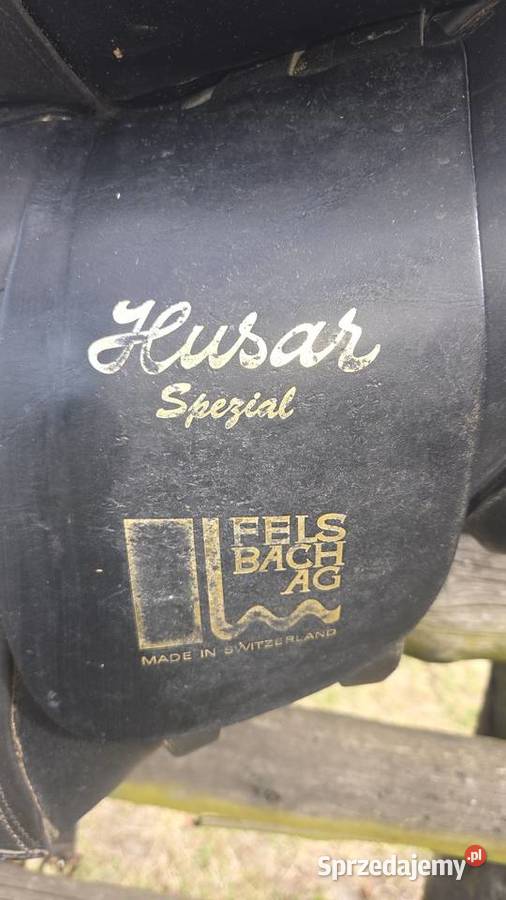 Husar
Spezial
FELS
BACH
AG
MADE IN SWITZERLAND
Sprzedajemy.pl